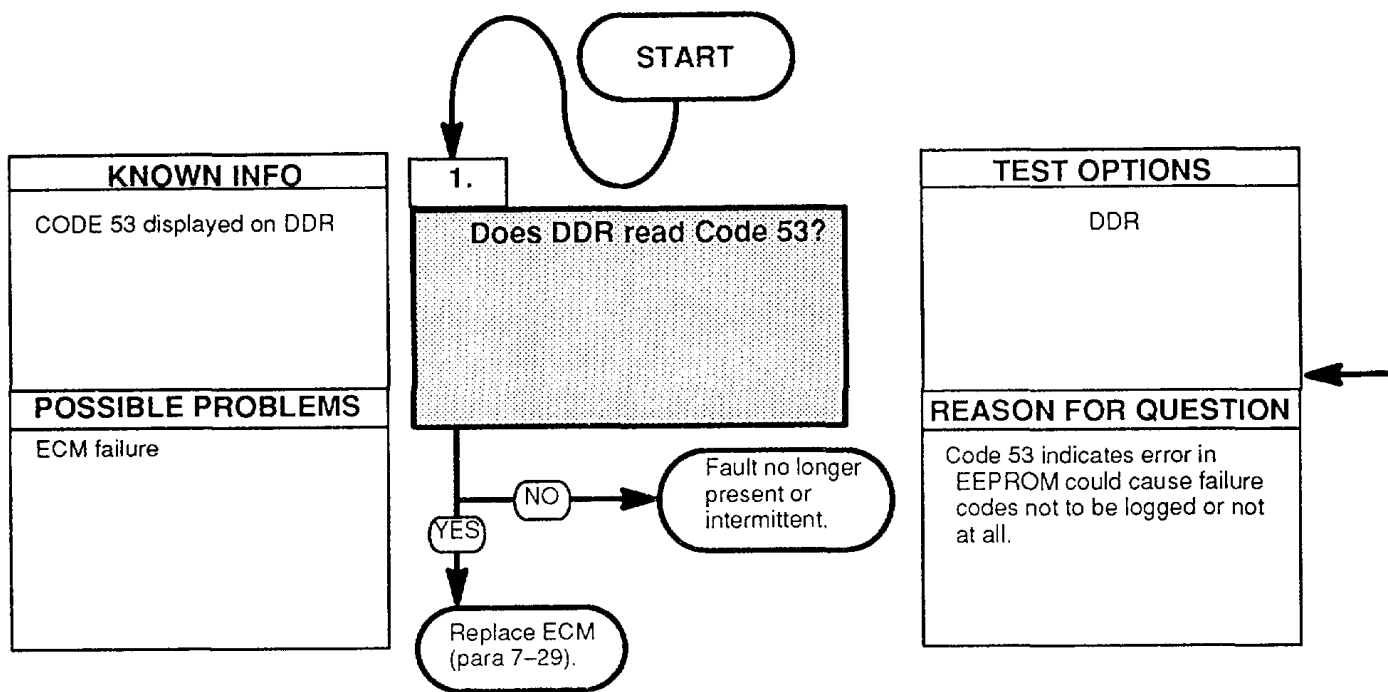 START
KNOWN INFO
CODE 53 displayed on DDR
POSSIBLE PROBLEMS
ECM failure
1.
Does DDR read Code 53?
NO
Fault no longer
present or
intermittent.
YES
Replace ECM
(para 7–29).
TEST OPTIONS
DDR
REASON FOR QUESTION
Code 53 indicates error in
EEPROM could cause failure
codes not to be logged or not
at all.